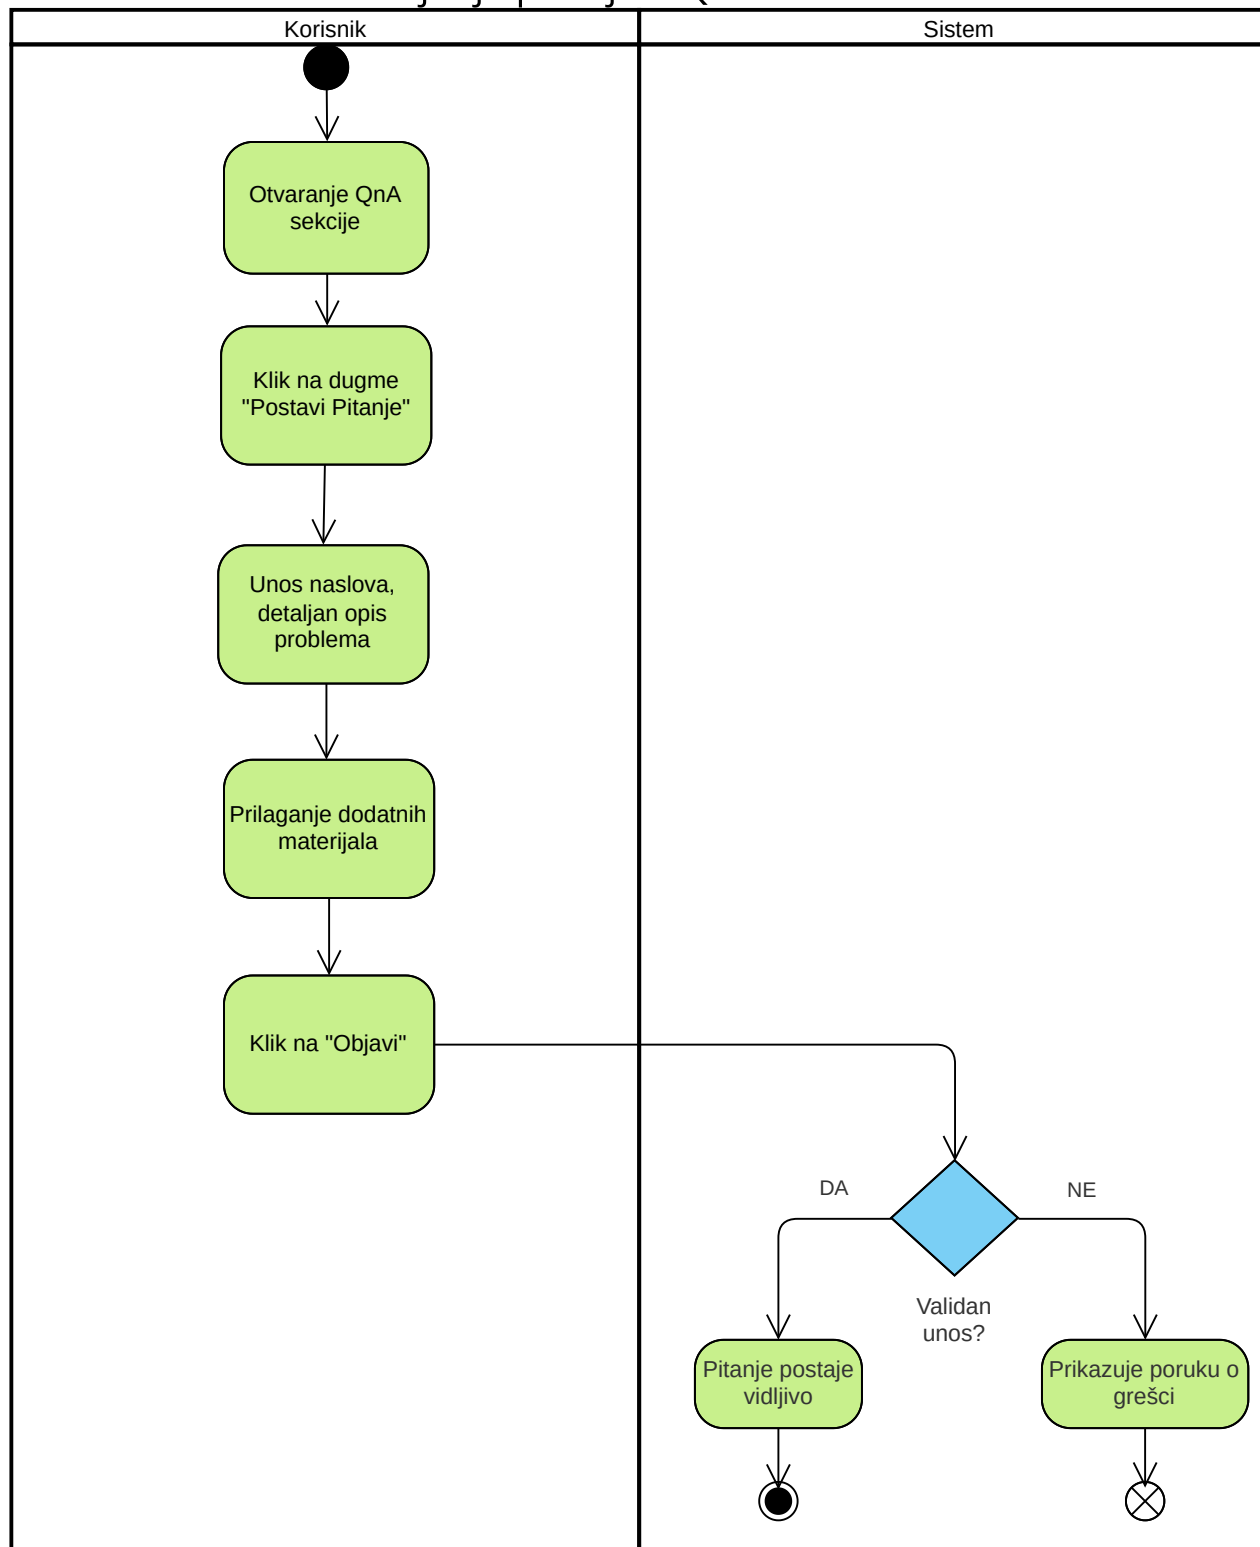 Korisnik
Sistem
Otvaranje QnA
sekcije
Klik na dugme
"Postavi Pitanje"
Unos naslova,
detaljan opis
problema
Prilaganje dodatnih
materijala
Klik na "Objavi"
DA
NE
Validan
unos?
Pitanje postaje
vidljivo
Prikazuje poruku o
grešci